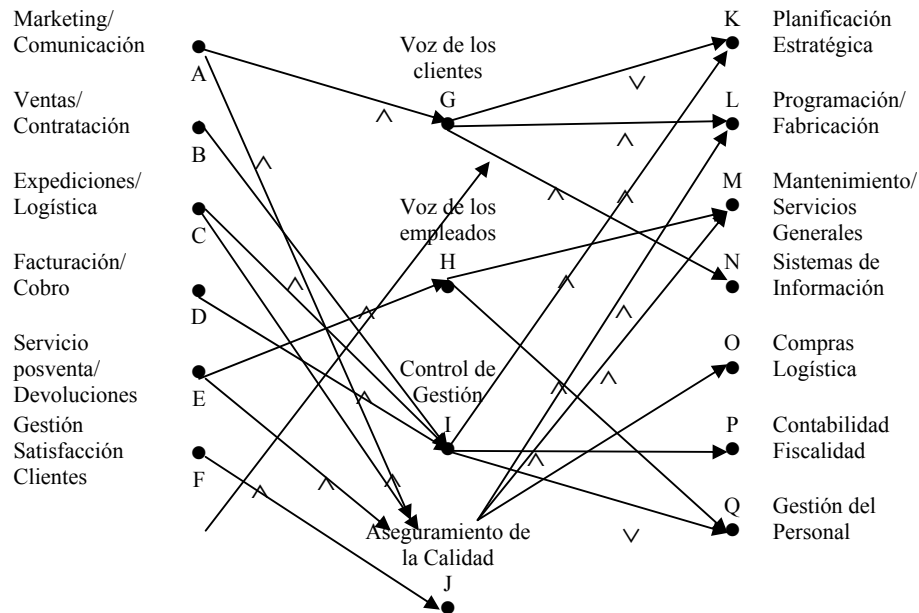 Marketing/
Comunicación
A
Ventas/
Contratación
B
Expediciones/
Logística
C
Facturación/
Cobro
D
Servicio
posventa/
Devoluciones
E
Gestión
Satisfacción
Clientes
F
Voz de los
clientes
G
Voz de los
empleados
H
Control de
Gestión
I
Aseguramiento de
la Calidad
J
K Planificación
Estratégica
L Programación/
Fabricación
M Mantenimiento/
Servicios
Generales
N Sistemas de
Información
O Compras
Logística
P Contabilidad
Fiscalidad
Q Gestión del
Personal